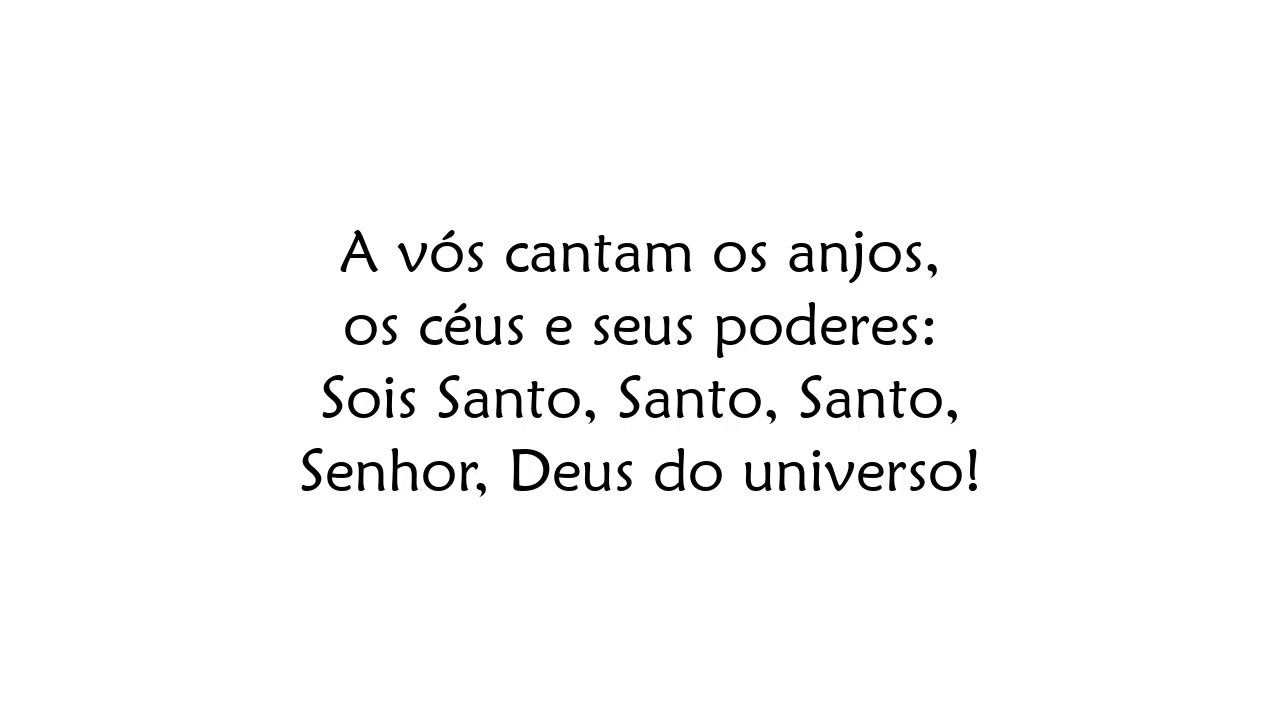 A vós cantam os anjos,
os céus e seus poderes:
Sois Santo, Santo, Santo,
Senhor, Deus do universo!